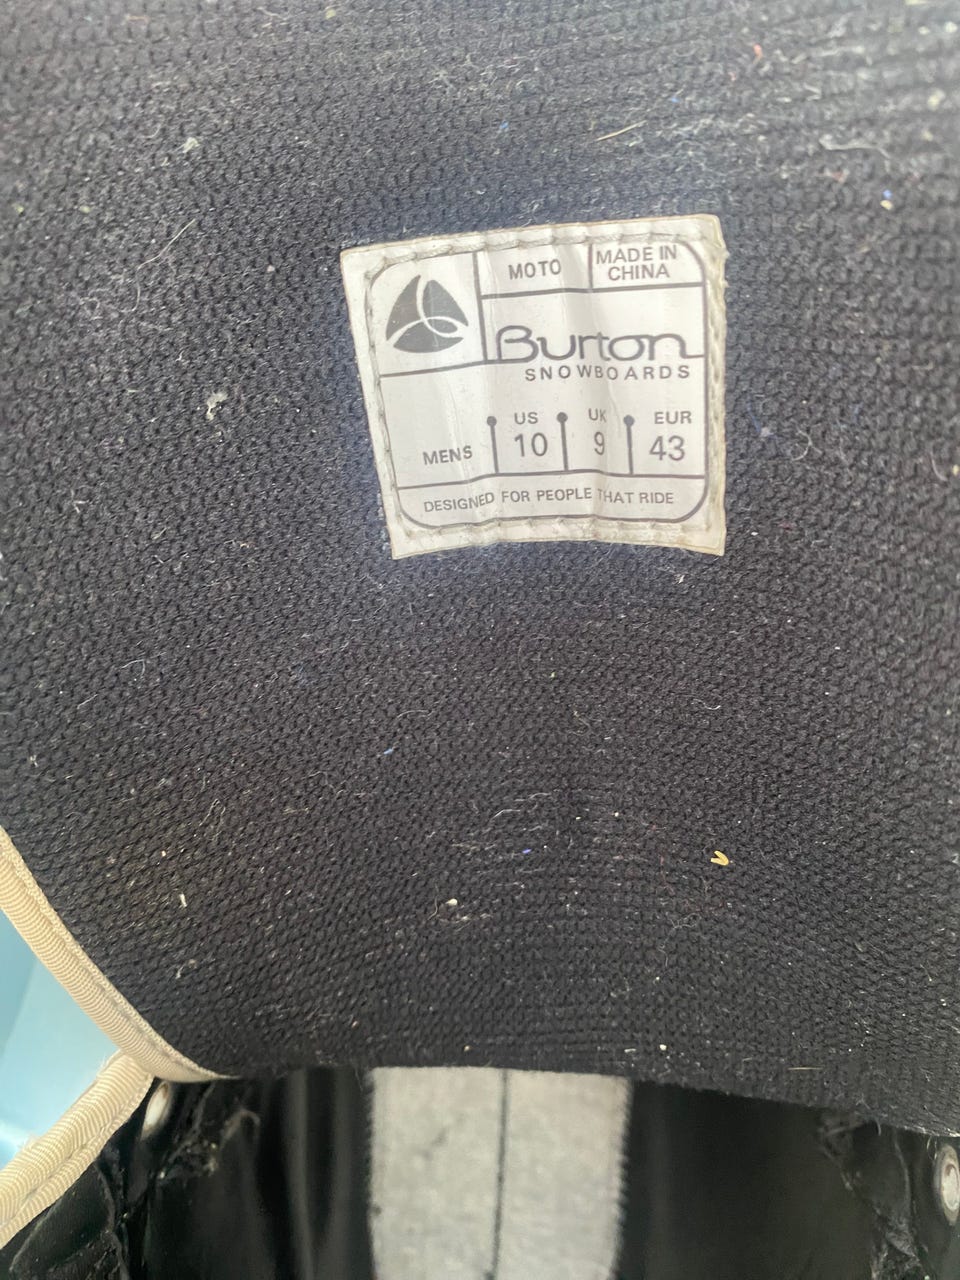 MOTO
MADE IN
CHINA
Burton
SNOWBOARDS
MENS
US
10
UK
9
EUR
43
DESIGNED FOR PEOPLE THAT RIDE